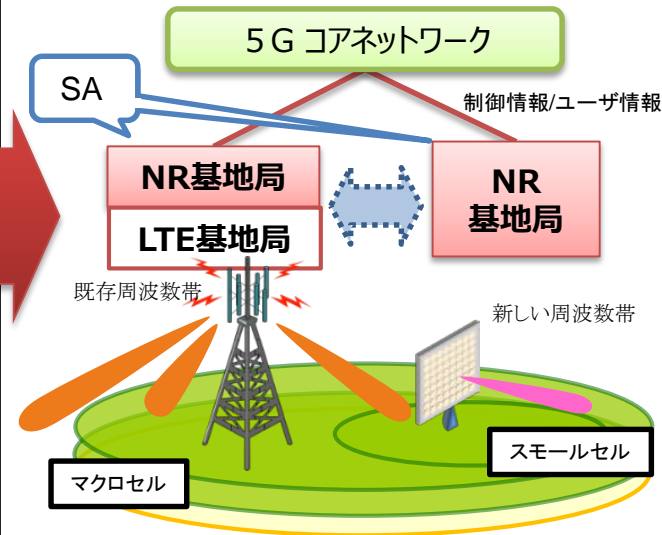 ５Ｇ コアネットワーク
SA
制御情報/ユーザ情報
NR基地局
LTE基地局
NR
基地局
既存周波数帯
新しい周波数帯
スモールセル
マクロセル